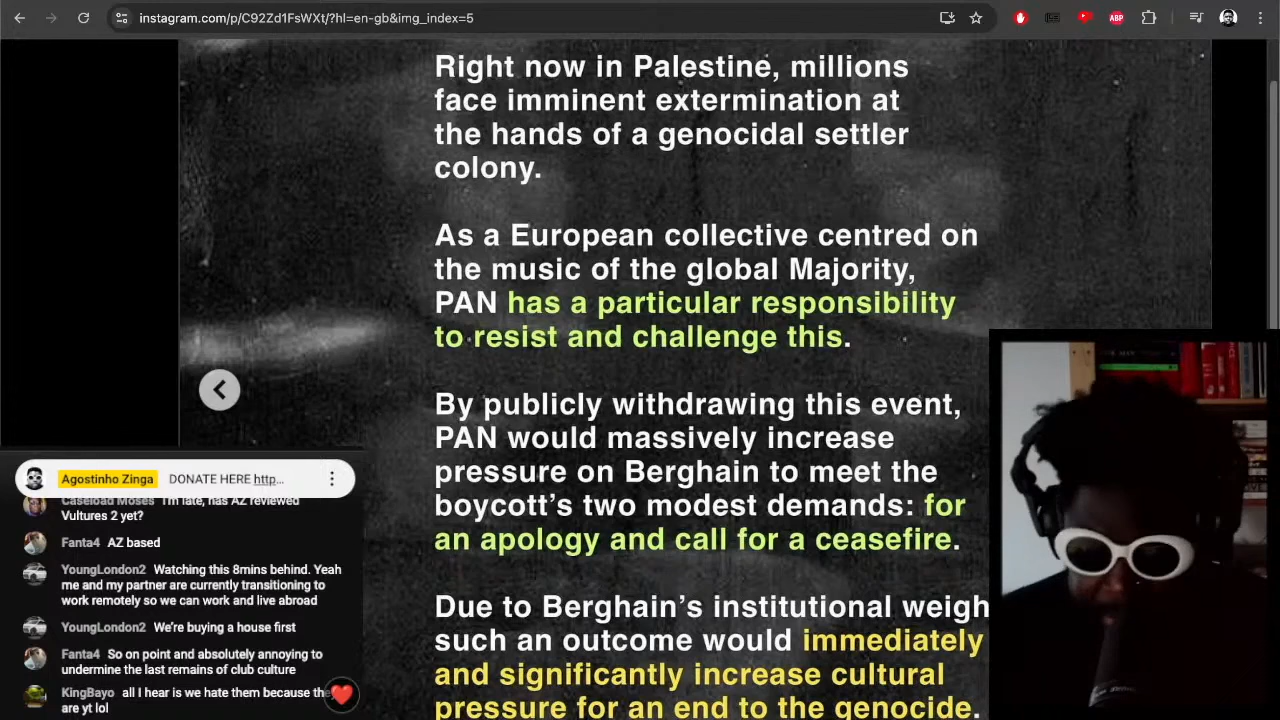 instagram.com/p/C92Zd1FsWXt/?hl=en-gb&img_index=5
ABP
Right now in Palestine, millions
face imminent extermination at
the hands of a genocidal settler
colony.
As a European collective centred on
the music of the global Majority,
PAN has a particular responsibility
to resist and challenge this.
By publicly withdrawing this event,
PAN would massively increase
pressure on Berghain to meet the
boycott's two modest demands: for
an apology and call for a ceasefire.
Due to Berghain's institutional weigh
such an outcome would immediately
and significantly increase cultural
pressure for an end to the genocide.
Agostinho Zinga DONATE HERE http...
Caseload Moses I'm late, has AZ reviewed
Vultures 2 yet?
Fanta4 AZ based
YoungLondon2 Watching this 8mins behind. Yeah
me and my partner are currently transitioning to
work remotely so we can work and live abroad
YoungLondon2 We're buying a house first
Fanta4 So on point and absolutely annoying to
undermine the last remains of club culture
KingBayo all I hear is we hate them because the
are yt lol